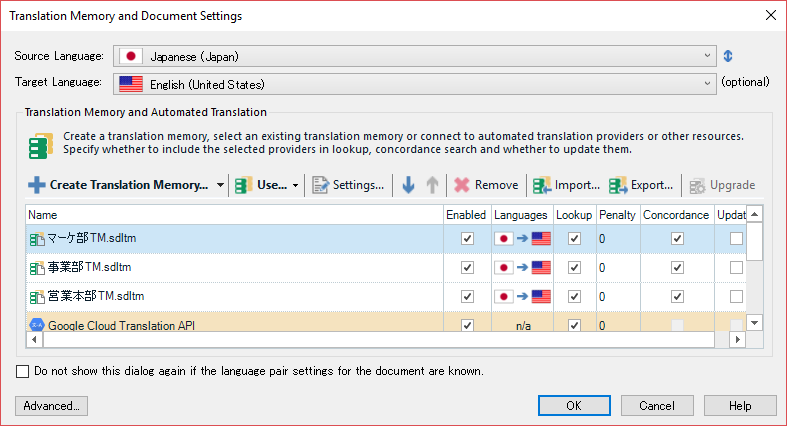 Translation Memory and Document Settings
Source Language: Japanese (Japan)
Target Language: English (United States) (optional)
Translation Memory and Automated Translation
Create a translation memory, select an existing translation memory or connect to automated translation providers or other resources.
Specify whether to include the selected providers in lookup, concordance search and whether to update them.
Create Translation Memory... Use... Settings... Remove Import... Export... Upgrade
Name Enabled Languages Lookup Penalty Concordance Updat
マーケ部TM.sdltm 0
事業部TM.sdltm 0
営業本部TM.sdltm 0
Google Cloud Translation API n/a 0
Do not show this dialog again if the language pair settings for the document are known.
Advanced... OK Cancel Help